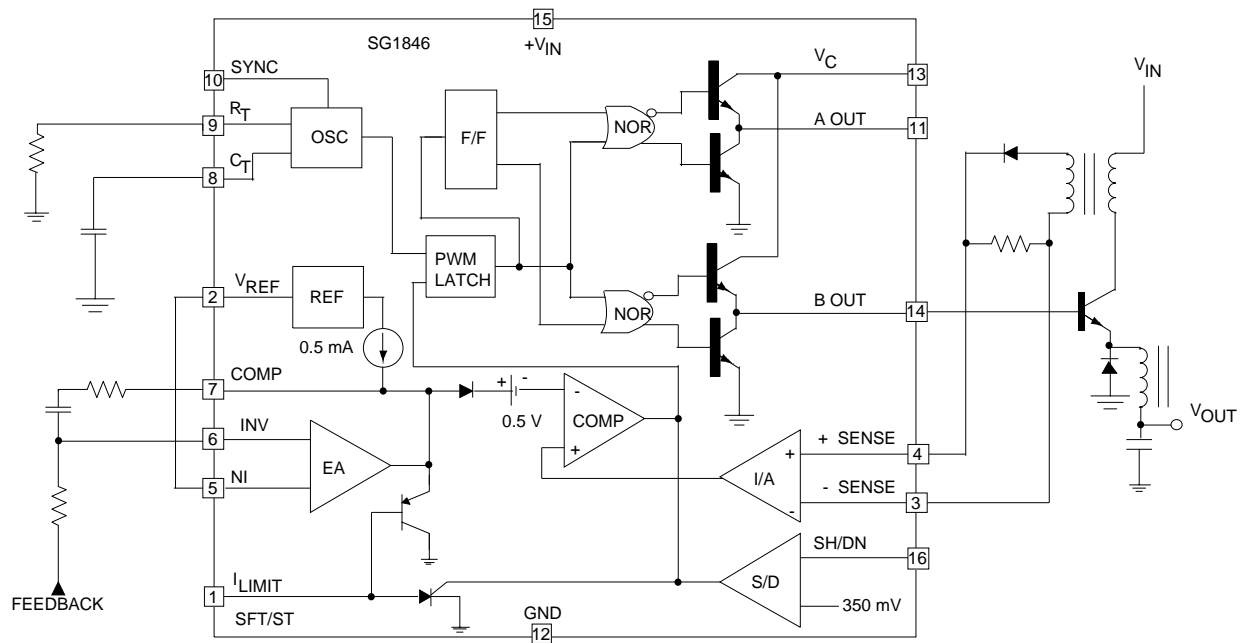 15
SG1846
+VIN
VC
13
VIN
10
SYNC
RT
9
OSC
F/F
NOR
A OUT
11
CT
8
PWM
LATCH
VREF
2
REF
NOR
B OUT
14
0.5 mA
COMP
7
+ -
-
0.5 V
COMP
+
VOUT
INV
6
EA
+
+ SENSE
4
I/A
NI
5
- SENSE
-
3
SH/DN
16
S/D
ILIMIT
1
350 mV
FEEDBACK
SFT/ST
GND
12